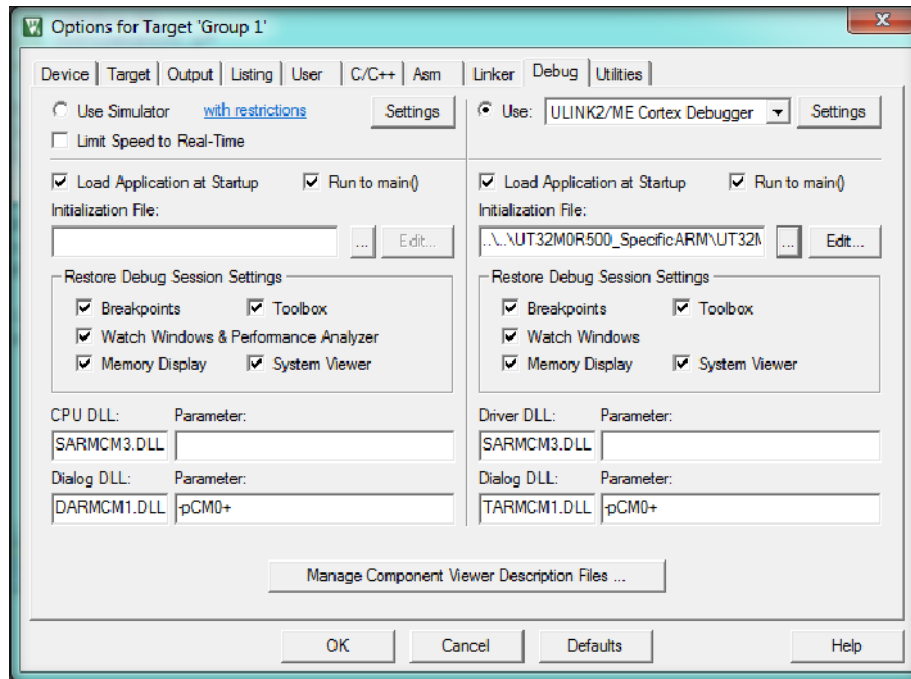 Options for Target 'Group 1'
Device Target Output Listing User C/C++ Asm Linker Debug Utilities
Use Simulator with restrictions Settings
Limit Speed to Real-Time
Use: ULINK2/ME Cortex Debugger Settings
Load Application at Startup Run to main()
Initialization File:
... Edit...
Restore Debug Session Settings
Breakpoints Toolbox
Watch Windows & Performance Analyzer
Memory Display System Viewer
CPU DLL: Parameter:
SARMCM3.DLL
Dialog DLL: Parameter:
DARMCM1.DLL -pCM0+
Load Application at Startup Run to main()
Initialization File:
..\..\UT32M0R500_SpecificARM\UT32M ... Edit...
Restore Debug Session Settings
Breakpoints Toolbox
Watch Windows
Memory Display System Viewer
Driver DLL: Parameter:
SARMCM3.DLL
Dialog DLL: Parameter:
TARMCM1.DLL -pCM0+
Manage Component Viewer Description Files ...
OK Cancel Defaults Help